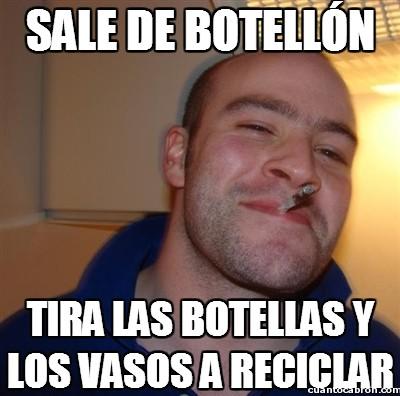 SALE DE BOTELLÓN
TIRA LAS BOTELLAS Y
LOS VASOS A RECICLAR
cuantocabron.com